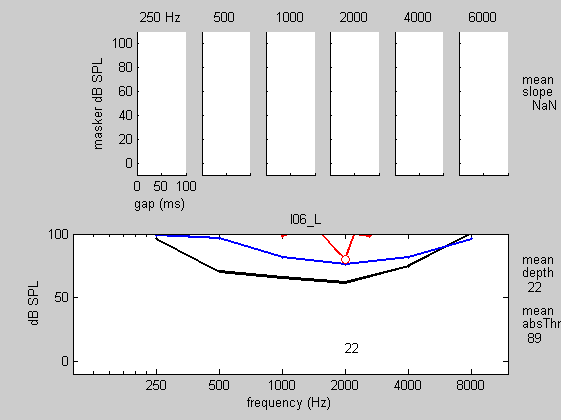 250 Hz 500 1000 2000 4000 6000
100
80
60
40
20
0
masker dB SPL
0 50 100
gap (ms)
mean
slope
NaN
I06_L
100
50
0
dB SPL
22
250 500 1000 2000 4000 8000
frequency (Hz)
mean
depth
22
mean
absThr
89